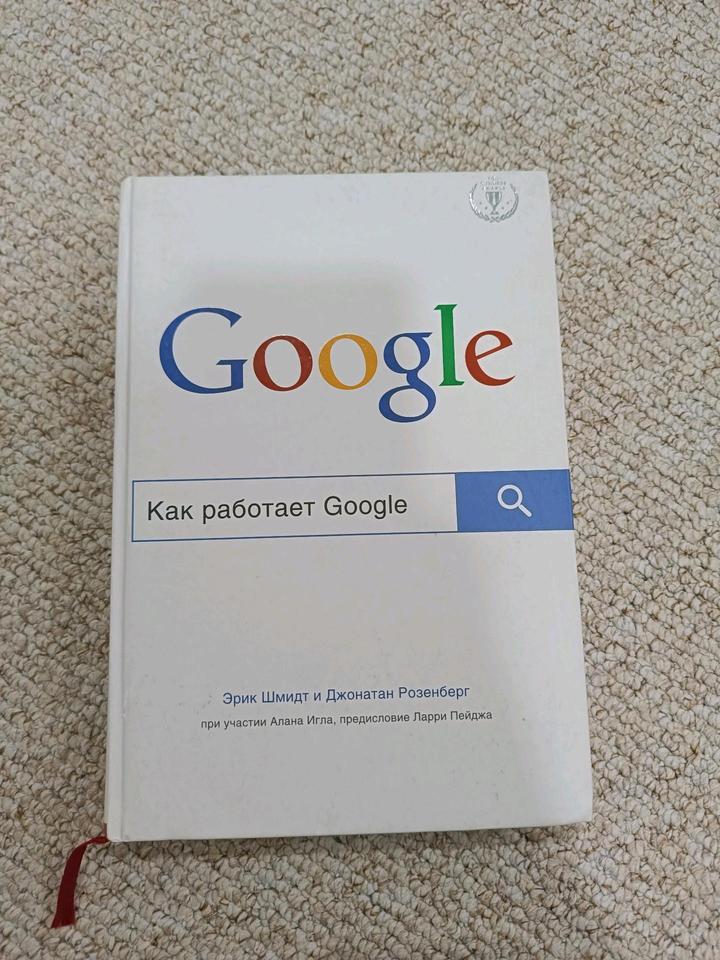 Google
Как работает Google
Эрик Шмидт и Джонатан Розенберг
при участии Алана Игла, предисловие Ларри Пейджа